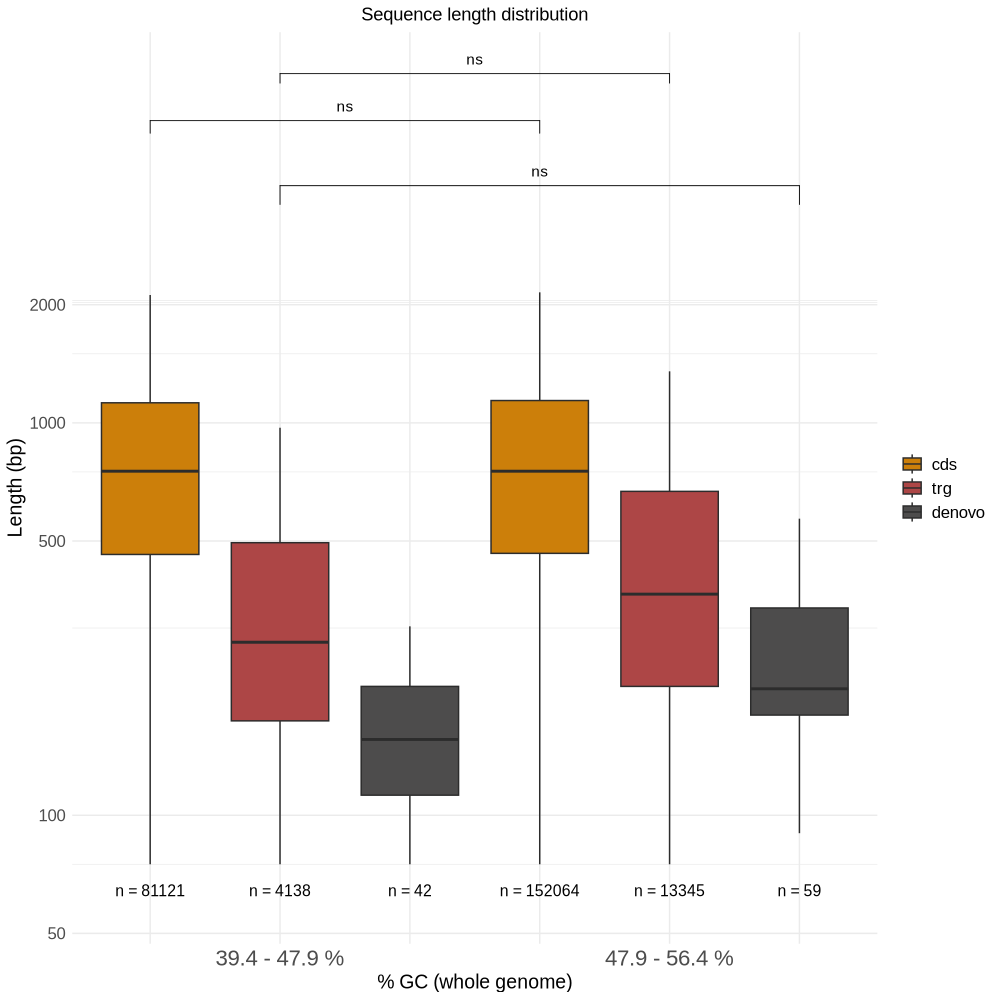 Sequence length distribution
ns
ns
ns
2000
1000
500
100
50
Length (bp)
cds
trg
denovo
n = 81121
n = 4138
n = 42
n = 152064
n = 13345
n = 59
39.4 - 47.9 %
47.9 - 56.4 %
% GC (whole genome)